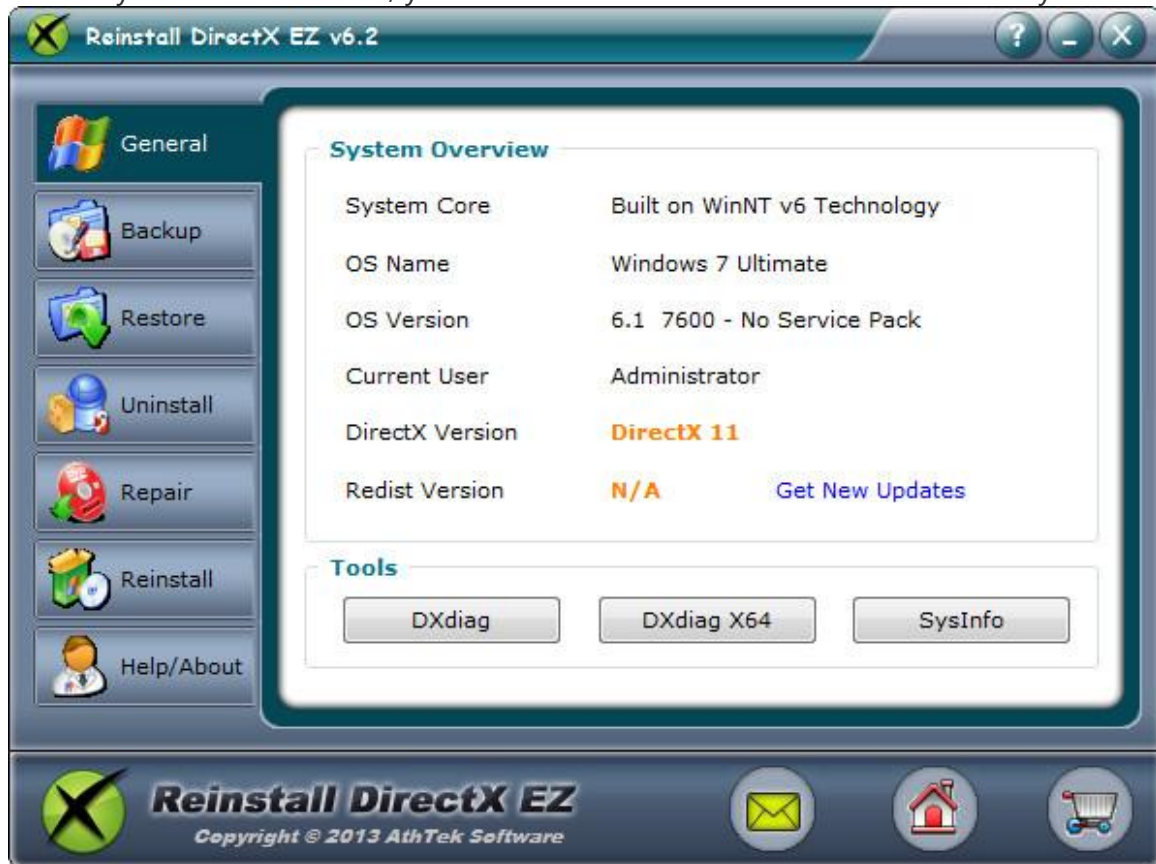 Reinstall DirectX EZ v6.2
?
General
Backup
Restore
Uninstall
Repair
Reinstall
Help/About
System Overview
System Core Built on WinNT v6 Technology
OS Name Windows 7 Ultimate
OS Version 6.1 7600 - No Service Pack
Current User Administrator
DirectX Version DirectX 11
Redist Version N/A Get New Updates
Tools
DXdiag DXdiag X64 SysInfo
Reinstall DirectX EZ
Copyright © 2013 AthTek Software